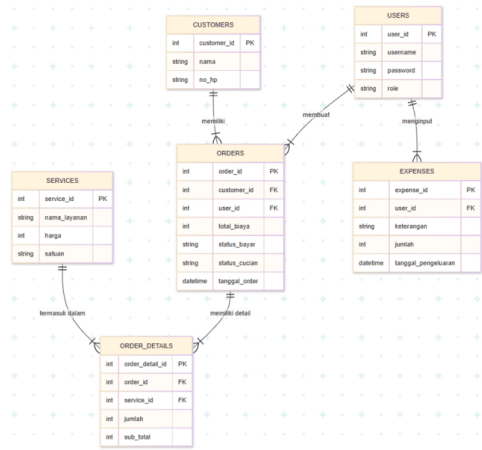 CUSTOMERS
int customer_id PK
string nama
string no_hp
USERS
int user_id PK
string username
string password
string role
memiliki
membuat
menginput
ORDERS
int order_id PK
int customer_id FK
int user_id FK
int total_biaya
string status_bayar
string status_cucian
datetime tanggal_order
EXPENSES
int expense_id PK
int user_id FK
string keterangan
int jumlah
datetime tanggal_pengeluaran
SERVICES
int service_id PK
string nama_layanan
int harga
string satuan
termasuk dalam
memiliki detail
ORDER_DETAILS
int order_detail_id PK
int order_id FK
int service_id FK
int jumlah
int sub_total